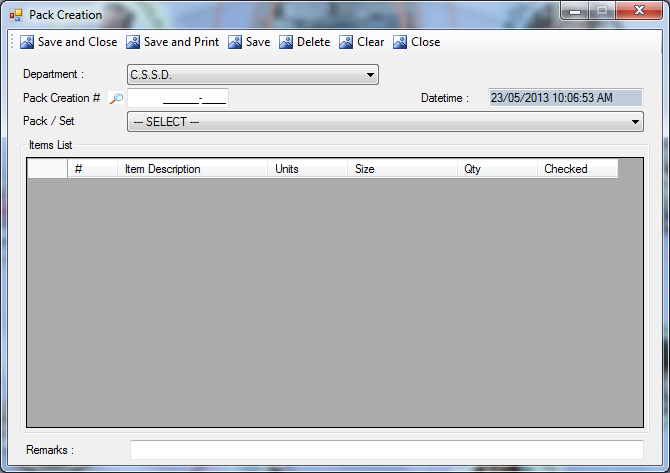 Pack Creation
Save and Close Save and Print Save Delete Clear Close
Department : C.S.S.D.
Pack Creation # ______-____ Datetime : 23/05/2013 10:06:53 AM
Pack / Set --- SELECT ---
Items List
# Item Description Units Size Qty Checked
Remarks :